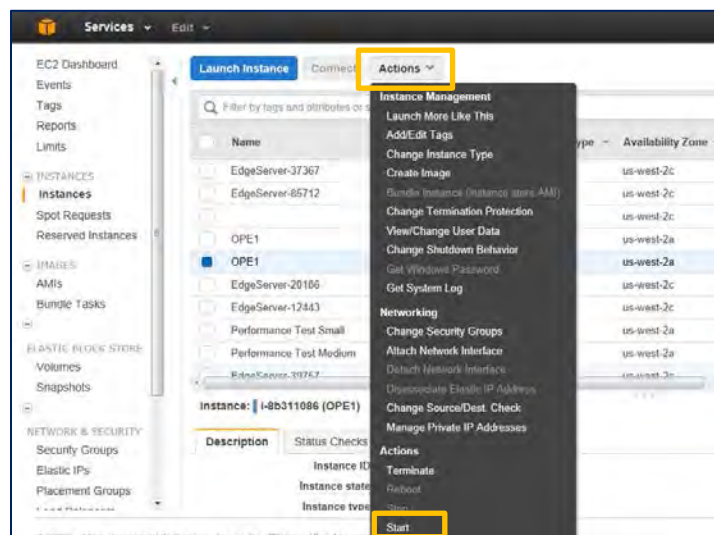 Services Edit
EC2 Dashboard
Events
Tags
Reports
Limits
INSTANCES
Instances
Spot Requests
Reserved Instances
IMAGES
AMIs
Bundle Tasks
ELASTIC BLOCK STORE
Volumes
Snapshots
NETWORK & SECURITY
Security Groups
Elastic IPs
Placement Groups
Launch Instance Connect Actions
Filter by tags and attributes or
Name
EdgeServer-37367
EdgeServer-85712
OPE1
OPE1
EdgeServer-20186
EdgeServer-12443
Performance Test Small
Performance Test Medium
Instance: i-8b311086 (OPE1)
Description Status Checks
Instance ID
Instance state
Instance type
Instance Management
Launch More Like This
Add/Edit Tags
Change Instance Type
Create Image
Bundle Instance (instance store AMI)
Change Termination Protection
View/Change User Data
Change Shutdown Behavior
Get Windows Password
Get System Log
Networking
Change Security Groups
Attach Network Interface
Detach Network Interface
Disassociate Elastic IP Address
Change Source/Dest. Check
Manage Private IP Addresses
Actions
Terminate
Reboot
Stop
Start
Availability Zone
us-west-2c
us-west-2c
us-west-2c
us-west-2a
us-west-2a
us-west-2c
us-west-2c
us-west-2a
us-west-2a